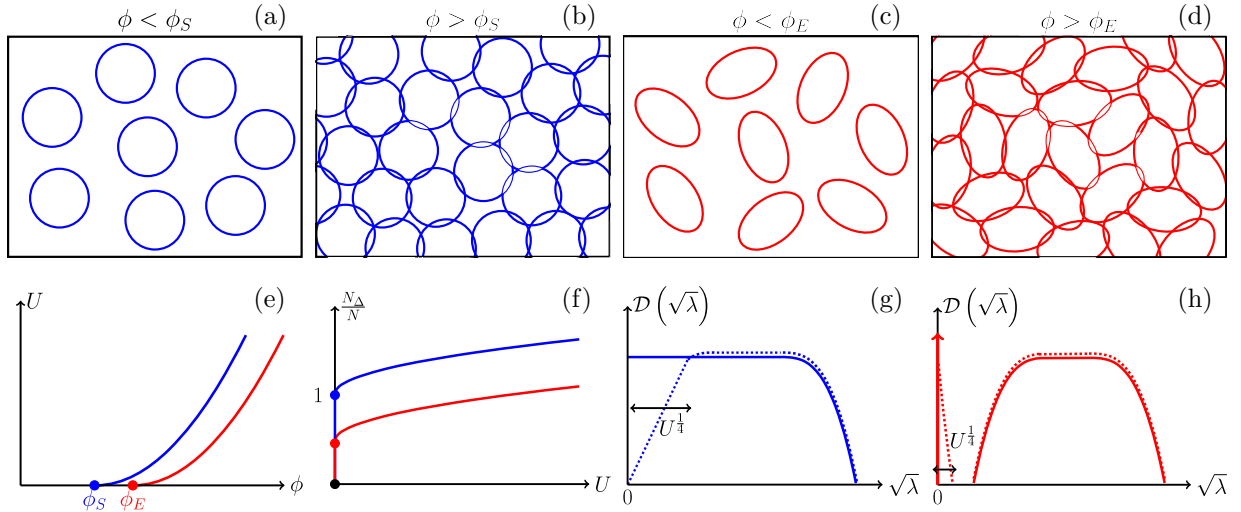 ϕ < ϕ_S (a)
ϕ > ϕ_S (b)
ϕ < ϕ_E (c)
ϕ > ϕ_E (d)
U (e)
ϕ_S ϕ_E ϕ
N_Δ/N (f)
1
U
𝒟(√λ) (g)
U^{1/4}
0 √λ
𝒟(√λ) (h)
U^{1/4}
0 √λ